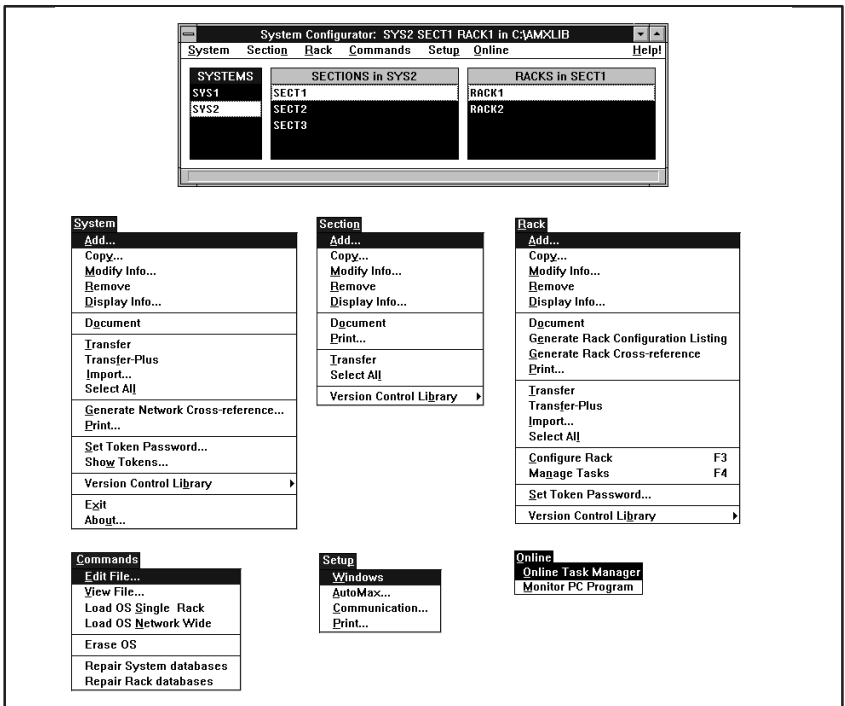 System Configurator: SYS2 SECT1 RACK1 in C:\AMXLIB
System Section Rack Commands Setup Online Help!
SYSTEMS SECTIONS in SYS2 RACKS in SECT1
SYS1 SECT1 RACK1
SYS2 SECT2 RACK2
SECT3
System
Add...
Copy...
Modify Info...
Remove
Display Info...
Document
Transfer
Transfer-Plus
Import...
Select All
Generate Network Cross-reference...
Print...
Set Token Password...
Show Tokens...
Version Control Library
Exit
About...
Section
Add...
Copy...
Modify Info...
Remove
Display Info...
Document
Print...
Transfer
Select All
Version Control Library
Rack
Add...
Copy...
Modify Info...
Remove
Display Info...
Document
Generate Rack Configuration Listing
Generate Rack Cross-reference
Print...
Transfer
Transfer-Plus
Import...
Select All
Configure Rack F3
Manage Tasks F4
Set Token Password...
Version Control Library
Commands
Edit File...
View File...
Load OS Single Rack
Load OS Network Wide
Erase OS
Repair System databases
Repair Rack databases
Setup
Windows
AutoMax...
Communication...
Print...
Online
Online Task Manager
Monitor PC Program